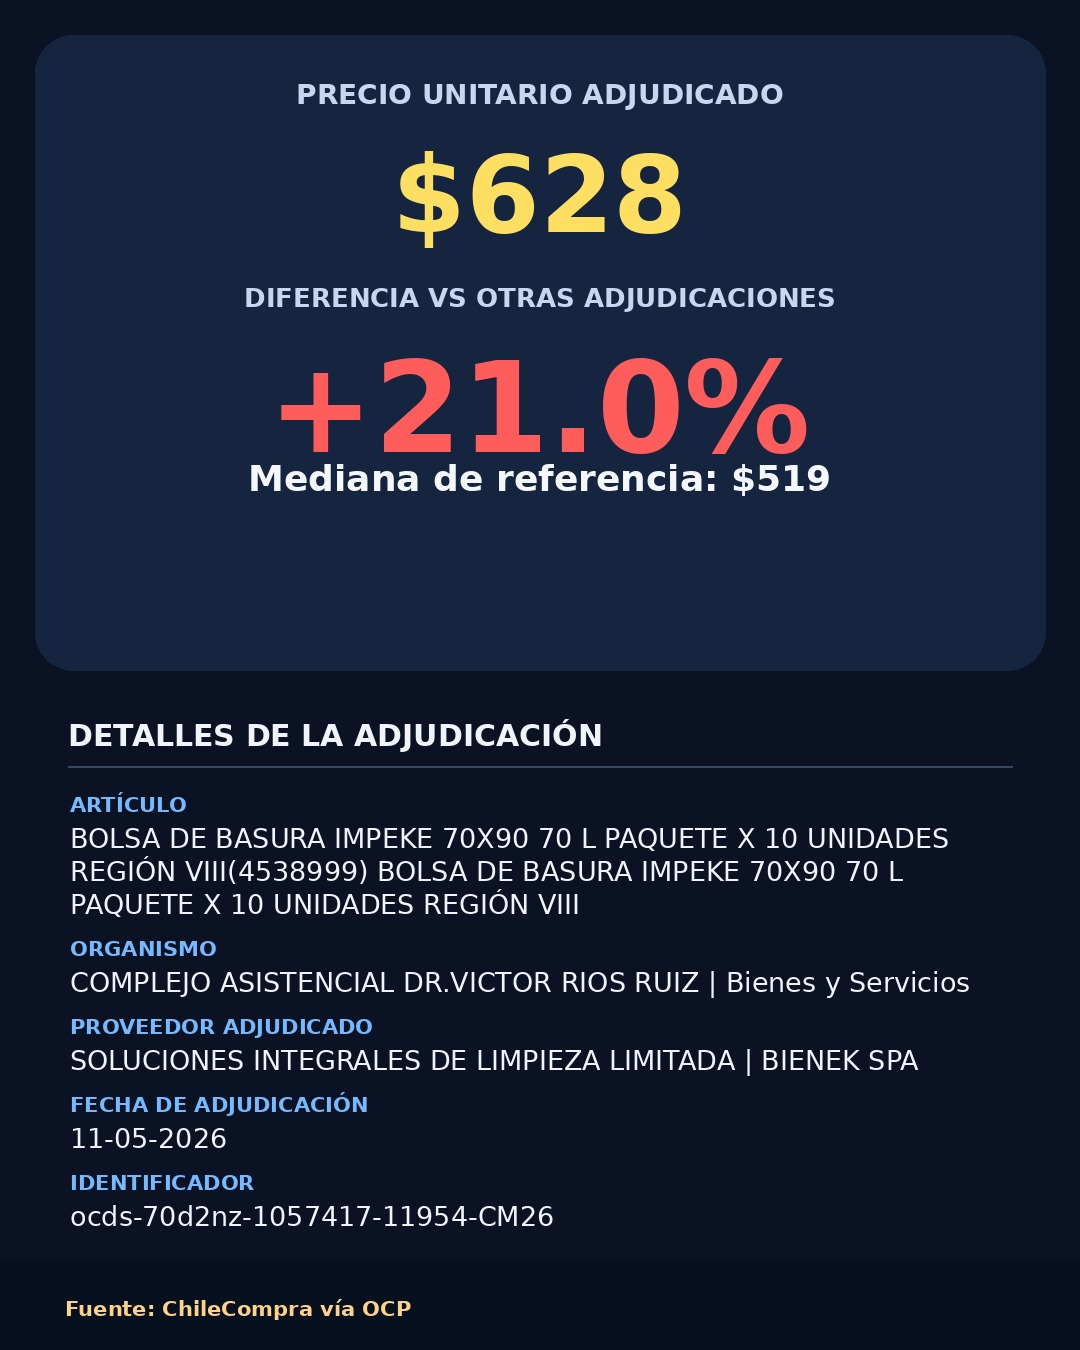 PRECIO UNITARIO ADJUDICADO
$628
DIFERENCIA VS OTRAS ADJUDICACIONES
+21.0%
Mediana de referencia: $519
DETALLES DE LA ADJUDICACIÓN
ARTÍCULO
BOLSA DE BASURA IMPEKE 70X90 70 L PAQUETE X 10 UNIDADES
REGIÓN VIII(4538999) BOLSA DE BASURA IMPEKE 70X90 70 L
PAQUETE X 10 UNIDADES REGIÓN VIII
ORGANISMO
COMPLEJO ASISTENCIAL DR.VICTOR RIOS RUIZ | Bienes y Servicios
PROVEEDOR ADJUDICADO
SOLUCIONES INTEGRALES DE LIMPIEZA LIMITADA | BIENEK SPA
FECHA DE ADJUDICACIÓN
11-05-2026
IDENTIFICADOR
ocds-70d2nz-1057417-11954-CM26
Fuente: ChileCompra vía OCP